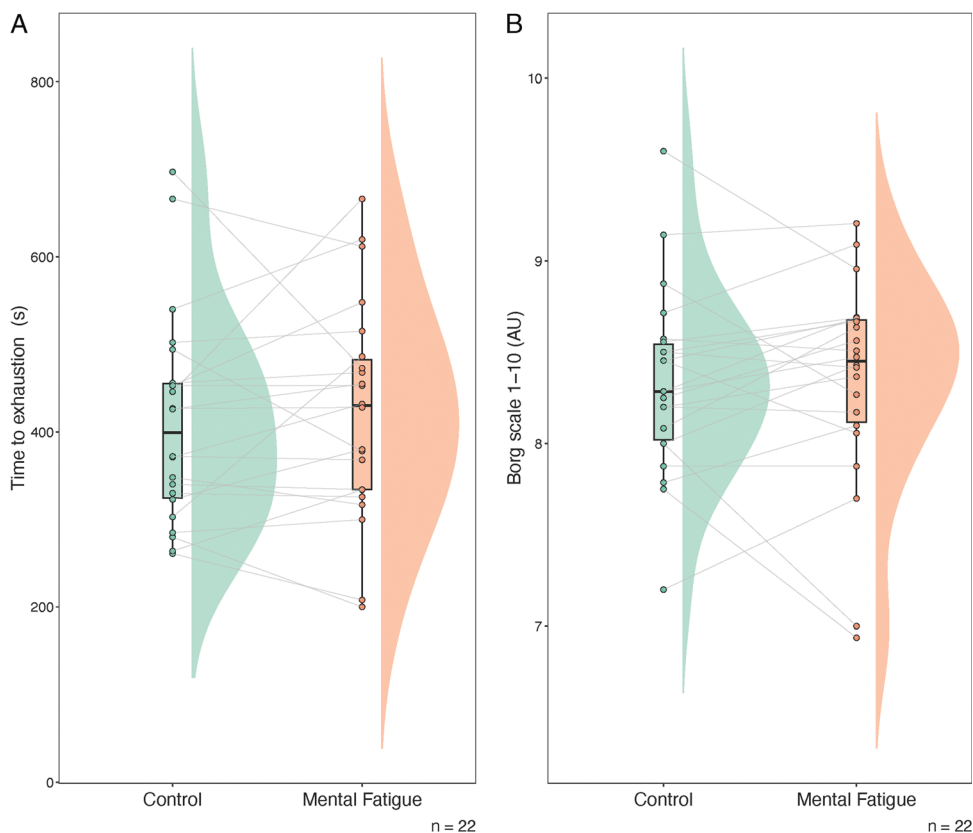 A
Time to exhaustion (s)
800
600
400
200
0
Control
Mental Fatigue
n = 22
B
Borg scale 1–10 (AU)
10
9
8
7
Control
Mental Fatigue
n = 22